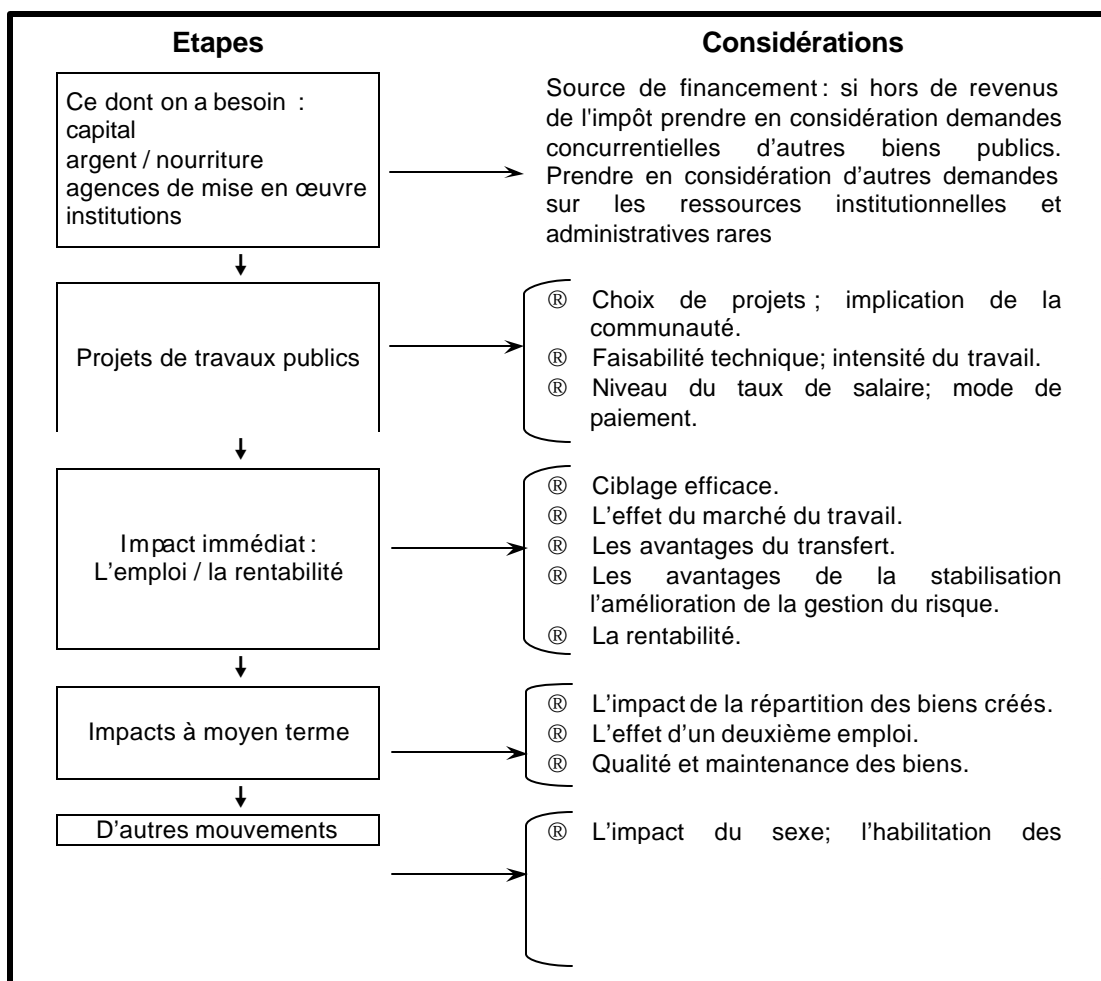 Etapes
Considérations
Ce dont on a besoin :
capital
argent / nourriture
agences de mise en œuvre
institutions
Source de financement : si hors de revenus
de l'impôt prendre en considération demandes
concurrentielles d'autres biens publics.
Prendre en considération d'autres demandes
sur les ressources institutionnelles et
administratives rares
Projets de travaux publics
® Choix de projets ; implication de la
communauté.
® Faisabilité technique; intensité du travail.
® Niveau du taux de salaire; mode de
paiement.
Impact immédiat :
L'emploi / la rentabilité
® Ciblage efficace.
® L'effet du marché du travail.
® Les avantages du transfert.
® Les avantages de la stabilisation
l'amélioration de la gestion du risque.
® La rentabilité.
Impacts à moyen terme
® L'impact de la répartition des biens créés.
® L'effet d'un deuxième emploi.
® Qualité et maintenance des biens.
D'autres mouvements
® L'impact du sexe; l'habilitation des